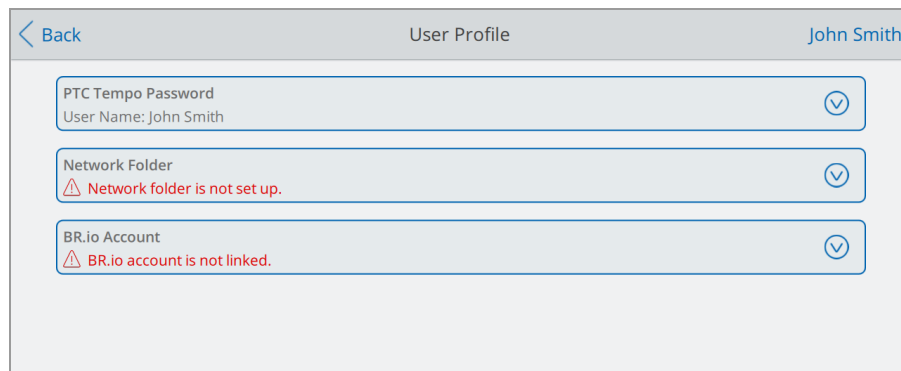 Back
User Profile
John Smith
PTC Tempo Password
User Name: John Smith
Network Folder
Network folder is not set up.
BR.io Account
BR.io account is not linked.